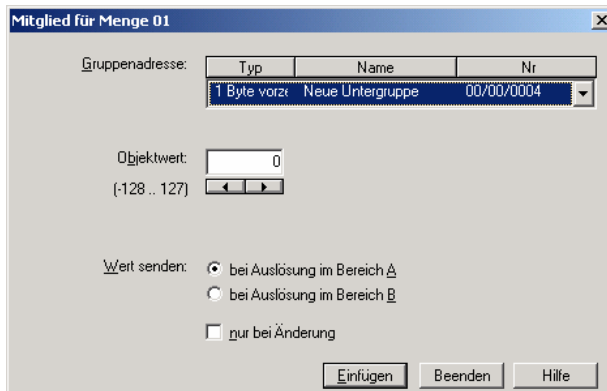 Mitglied für Menge 01
Gruppenadresse:
Typ Name Nr
1 Byte vorze Neue Untergruppe 00/00/0004
Objektwert: 0
(-128 .. 127)
Wert senden: bei Auslösung im Bereich A
bei Auslösung im Bereich B
nur bei Änderung
Einfügen Beenden Hilfe